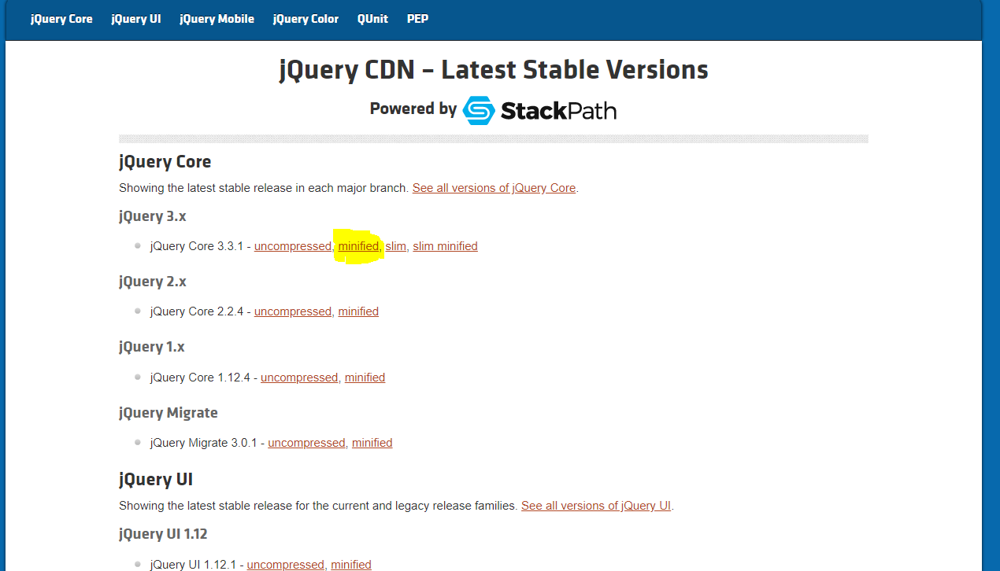 jQuery Core jQuery UI jQuery Mobile jQuery Color QUnit PEP
jQuery CDN – Latest Stable Versions
Powered by StackPath
jQuery Core
Showing the latest stable release in each major branch. See all versions of jQuery Core.
jQuery 3.x
jQuery Core 3.3.1 - uncompressed, minified, slim, slim minified
jQuery 2.x
jQuery Core 2.2.4 - uncompressed, minified
jQuery 1.x
jQuery Core 1.12.4 - uncompressed, minified
jQuery Migrate
jQuery Migrate 3.0.1 - uncompressed, minified
jQuery UI
Showing the latest stable release for the current and legacy release families. See all versions of jQuery UI.
jQuery UI 1.12
jQuery UI 1.12.1 - uncompressed, minified